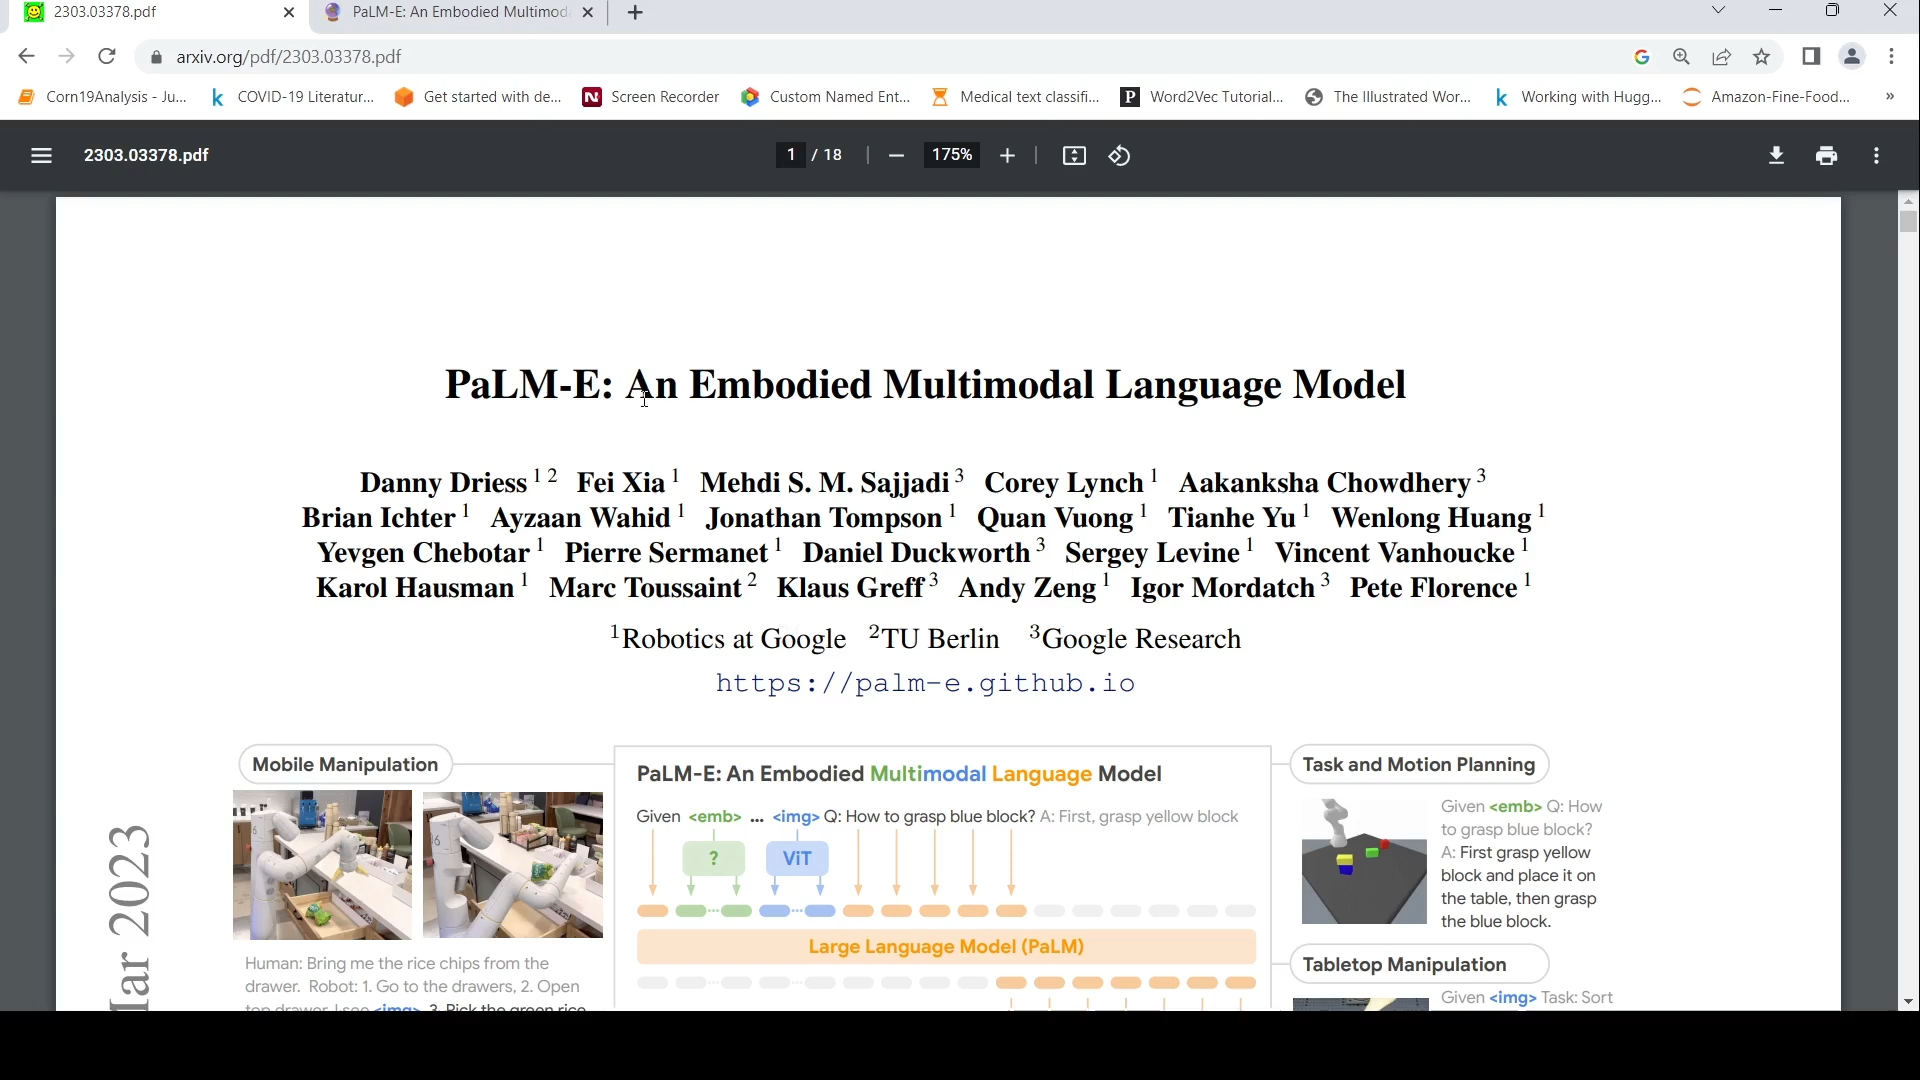 2303.03378.pdf
PaLM-E: An Embodied Multimod
arxiv.org/pdf/2303.03378.pdf
Corn19Analysis - Ju...
COVID-19 Literatur...
Get started with de...
Screen Recorder
Custom Named Ent...
Medical text classifi...
Word2Vec Tutorial...
The Illustrated Wor...
Working with Hugg...
Amazon-Fine-Food...
»
2303.03378.pdf
1 / 18
175%
PaLM-E: An Embodied Multimodal Language Model
Danny Driess 1 2 Fei Xia 1 Mehdi S. M. Sajjadi 3 Corey Lynch 1 Aakanksha Chowdhery 3
Brian Ichter 1 Ayzaan Wahid 1 Jonathan Tompson 1 Quan Vuong 1 Tianhe Yu 1 Wenlong Huang 1
Yevgen Chebotar 1 Pierre Sermanet 1 Daniel Duckworth 3 Sergey Levine 1 Vincent Vanhoucke 1
Karol Hausman 1 Marc Toussaint 2 Klaus Greff 3 Andy Zeng 1 Igor Mordatch 3 Pete Florence 1
1Robotics at Google 2TU Berlin 3Google Research
https://palm-e.github.io
Mar 2023
Mobile Manipulation
Human: Bring me the rice chips from the
drawer. Robot: 1. Go to the drawers, 2. Open
top drawer. I see <img>. 3. Pick the green rice
PaLM-E: An Embodied Multimodal Language Model
Given <emb> ... <img> Q: How to grasp blue block? A: First, grasp yellow block
?
ViT
Large Language Model (PaLM)
Task and Motion Planning
Given <emb> Q: How
to grasp blue block?
A: First grasp yellow
block and place it on
the table, then grasp
the blue block.
Tabletop Manipulation
Given <img> Task: Sort